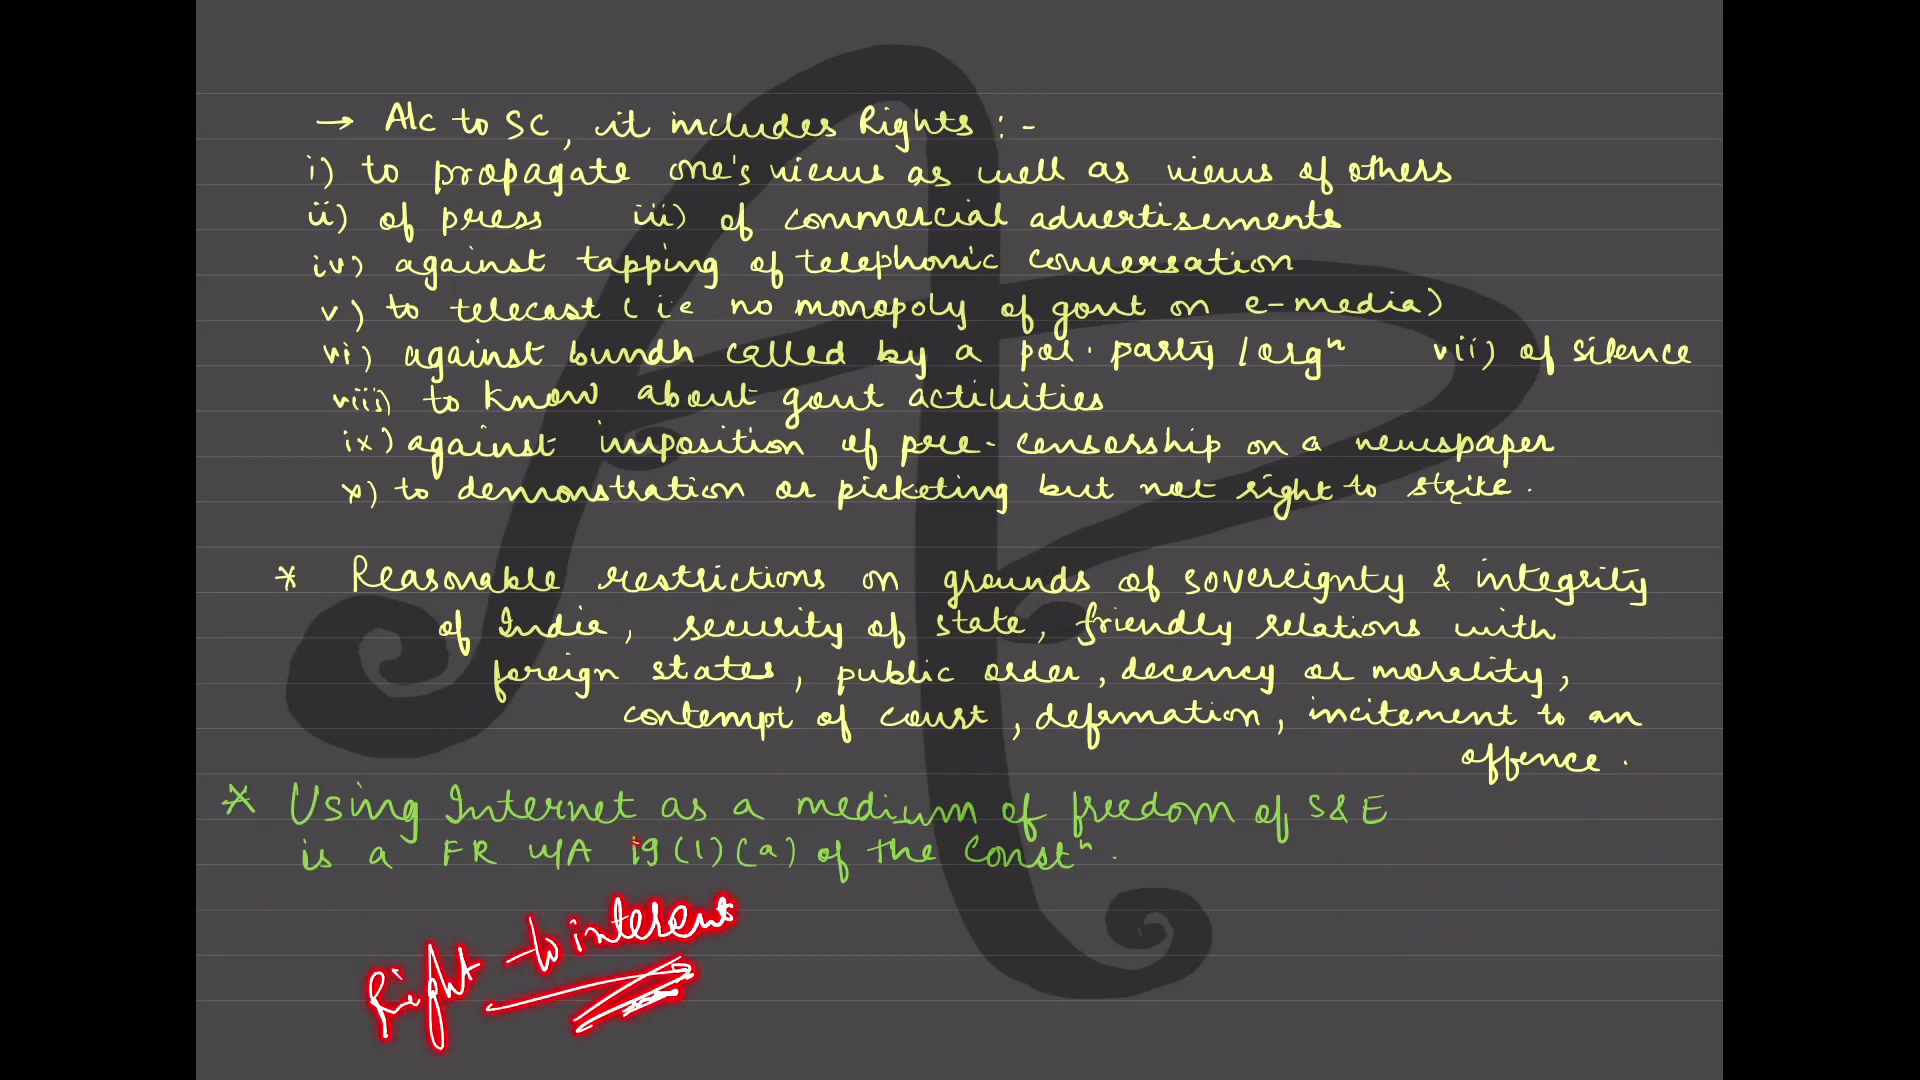 → A/c to SC, it includes Rights :-
i) to propagate one's views as well as views of others
ii) of press iii) of commercial advertisements
iv) against tapping of telephonic conversation
v) to telecast (i.e no monopoly of govt on e-media)
vi) against bundh called by a pol. party / orgⁿ vii) of silence
viii) to know about govt activities
ix) against imposition of pre-censorship on a newspaper
x) to demonstration or picketing but not right to strike.
* Reasonable restrictions on grounds of sovereignty & integrity
of India, security of state, friendly relations with
foreign states, public order, decency or morality,
contempt of court, defamation, incitement to an
offence.
* Using Internet as a medium of freedom of S&E
is a FR u/A 19(1)(a) of the Constⁿ.
Right to internet